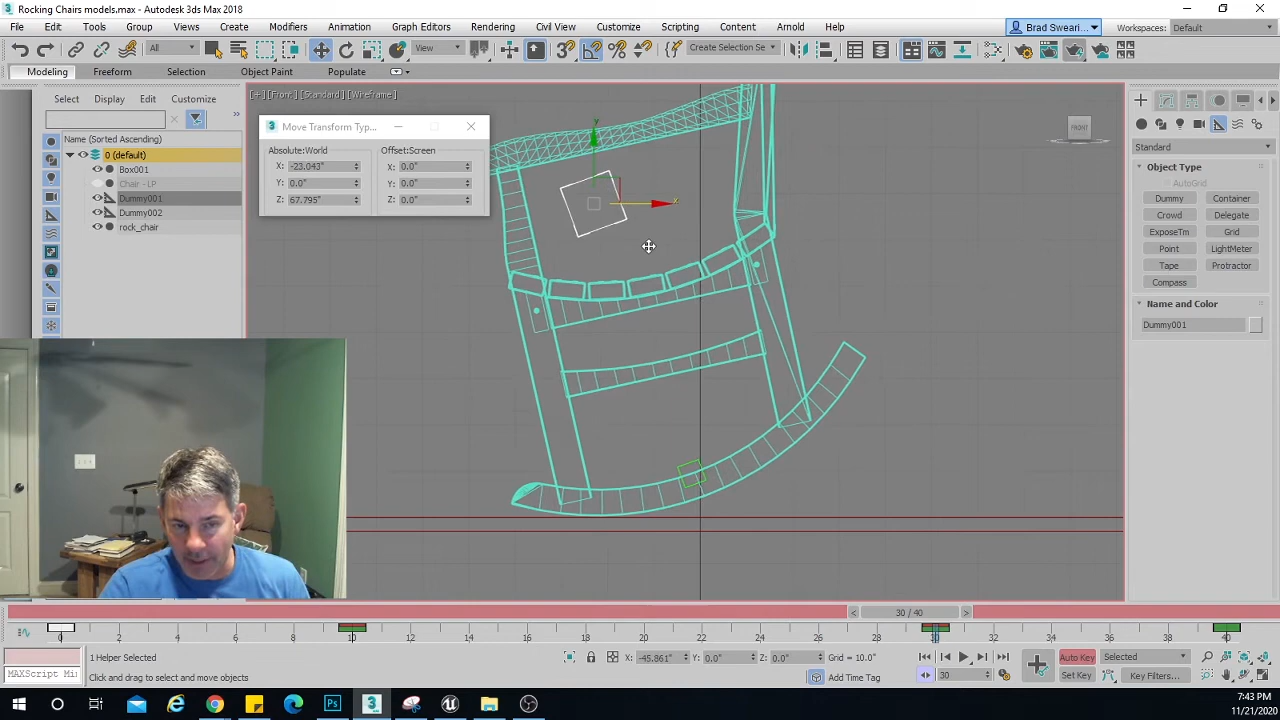 Rocking Chairs models.max - Autodesk 3ds Max 2018
File Edit Tools Group Views Create Modifiers Animation Graph Editors Rendering Civil View Customize Scripting Content Arnold Help
Brad Sweari... Workspaces: Default
All View Create Selection Se
Modeling Freeform Selection Object Paint Populate
Select Display Edit Customize
Name (Sorted Ascending)
0 (default)
Box001
Chair - LP
Dummy001
Dummy002
rock_chair
[+] [Front] [Standard] [Wireframe]
Move Transform Typ...
Absolute:World Offset:Screen
X: -23.043" X: 0.0"
Y: 0.0" Y: 0.0"
Z: 67.795" Z: 0.0"
y
x
FRONT
Standard
Object Type
AutoGrid
Dummy Container
Crowd Delegate
ExposeTm Grid
Point LightMeter
Tape Protractor
Compass
Name and Color
Dummy001
< 30 / 40 >
0 2 4 6 8 10 12 14 16 18 20 22 24 26 28 30 32 34 36 38 40
1 Helper Selected
X: -45.861" Y: 0.0" Z: 0.0" Grid = 10.0"
Auto Key Selected
MAXScript Mi
Click and drag to select and move objects
Add Time Tag
30
Set Key Key Filters...
7:43 PM
11/21/2020